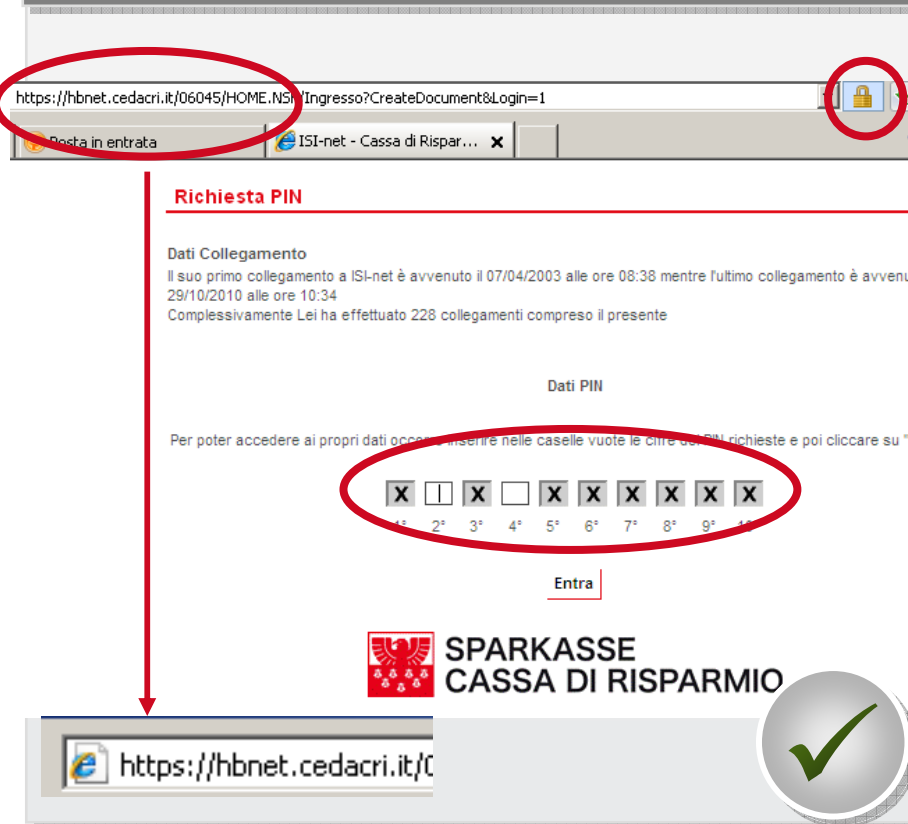 https://hbnet.cedacri.it/06045/HOME.NSF/Ingresso?CreateDocument&Login=1
Posta in entrata
ISI-net - Cassa di Rispar...
Richiesta PIN
Dati Collegamento
Il suo primo collegamento a ISI-net è avvenuto il 07/04/2003 alle ore 08:38 mentre l'ultimo collegamento è avvenu
29/10/2010 alle ore 10:34
Complessivamente Lei ha effettuato 228 collegamenti compreso il presente
Dati PIN
Per poter accedere ai propri dati occorre inserire nelle caselle vuote le cifre del PIN richieste e poi cliccare su "
X X X X X X X X
1° 2° 3° 4° 5° 6° 7° 8° 9° 10°
Entra
SPARKASSE
CASSA DI RISPARMIO
https://hbnet.cedacri.it/0